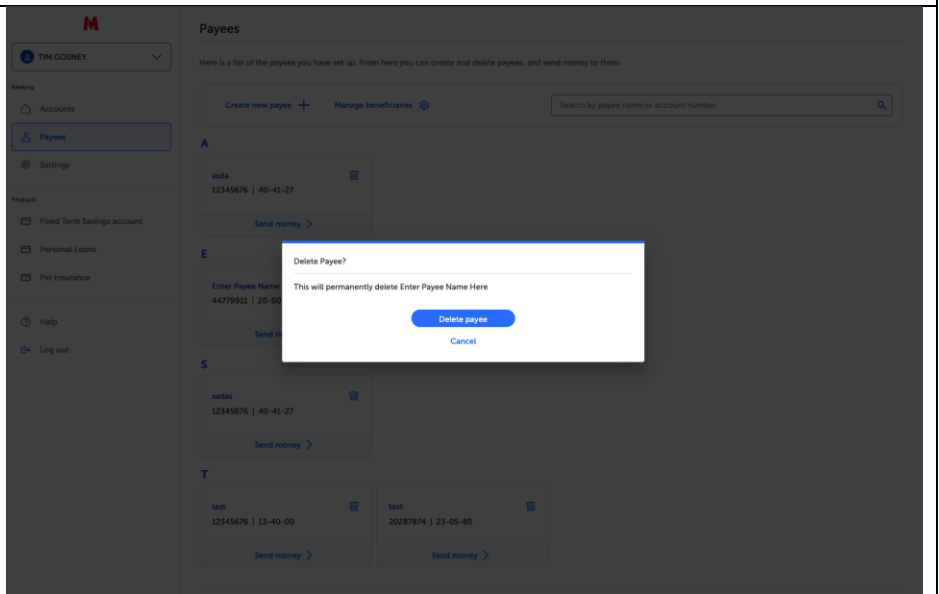 M
Payees
TIM GOSNEY
Here is a list of the payees you have set up. From here you can create and delete payees, and send money to them.
Banking
Accounts
Create new payee
Manage beneficiaries
Search by payee name or account number
Payees
Settings
A
asda
12345676 | 40-41-27
Send money
Products
Fixed Term Savings account
Personal Loans
Pet insurance
Help
Log out
E
Enter Payee Name
44779911 | 20-00
Send m
Delete Payee?
This will permanently delete Enter Payee Name Here
Delete payee
Cancel
S
sadas
12345676 | 40-41-27
Send money
T
test
12345676 | 13-40-00
Send money
test
20287874 | 23-05-80
Send money